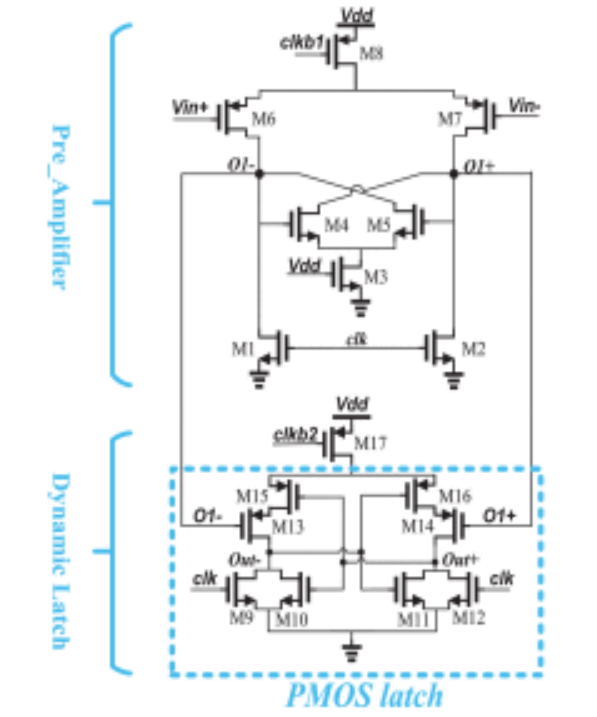 Vdd
clkb1
M8
Vin+
M6
M7
Vin-
O1-
O1+
M4
M5
Vdd
M3
M1
clk
M2
Pre_Amplifier
Vdd
clkb2
M17
M15
M16
O1-
M13
M14
O1+
Out-
Out+
clk
clk
M9
M10
M11
M12
Dynamic Latch
PMOS latch